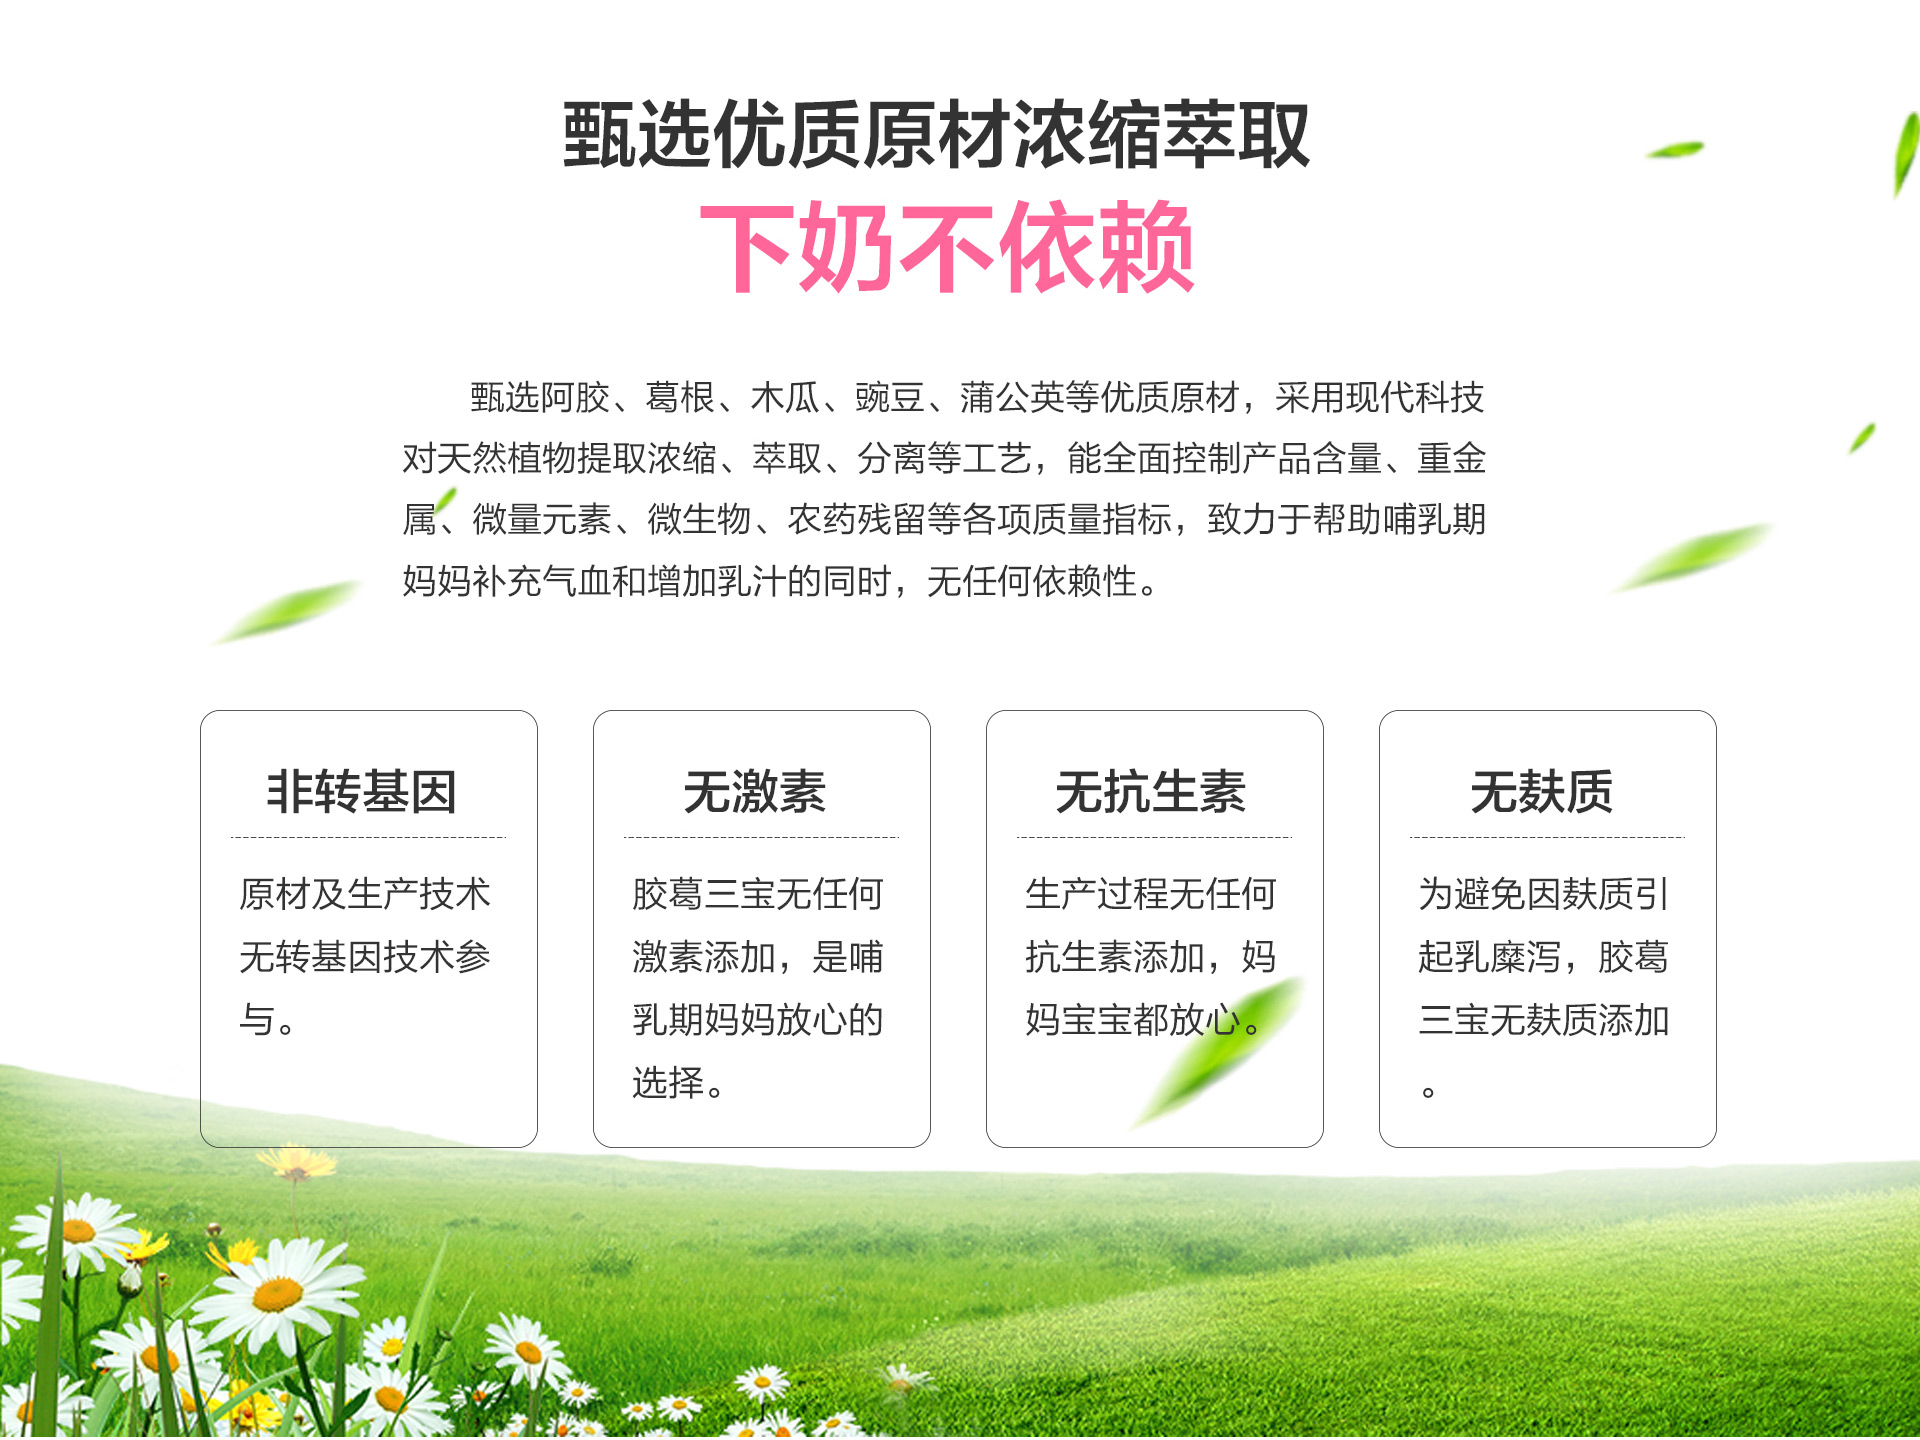 甄选优质原材浓缩萃取
下奶不依赖
甄选阿胶、葛根、木瓜、豌豆、蒲公英等优质原材，采用现代科技
对天然植物提取浓缩、萃取、分离等工艺，能全面控制产品含量、重金
属、微量元素、微生物、农药残留等各项质量指标，致力于帮助哺乳期
妈妈补充气血和增加乳汁的同时，无任何依赖性。
非转基因
原材及生产技术
无转基因技术参
与。
无激素
胶葛三宝无任何
激素添加，是哺
乳期妈妈放心的
选择。
无抗生素
生产过程无任何
抗生素添加，妈
妈宝宝都放心。
无麸质
为避免因麸质引
起乳糜泻，胶葛
三宝无麸质添加
。